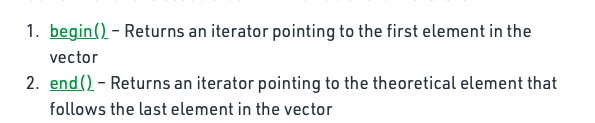 1. begin() – Returns an iterator pointing to the first element in the
vector
2. end() – Returns an iterator pointing to the theoretical element that
follows the last element in the vector